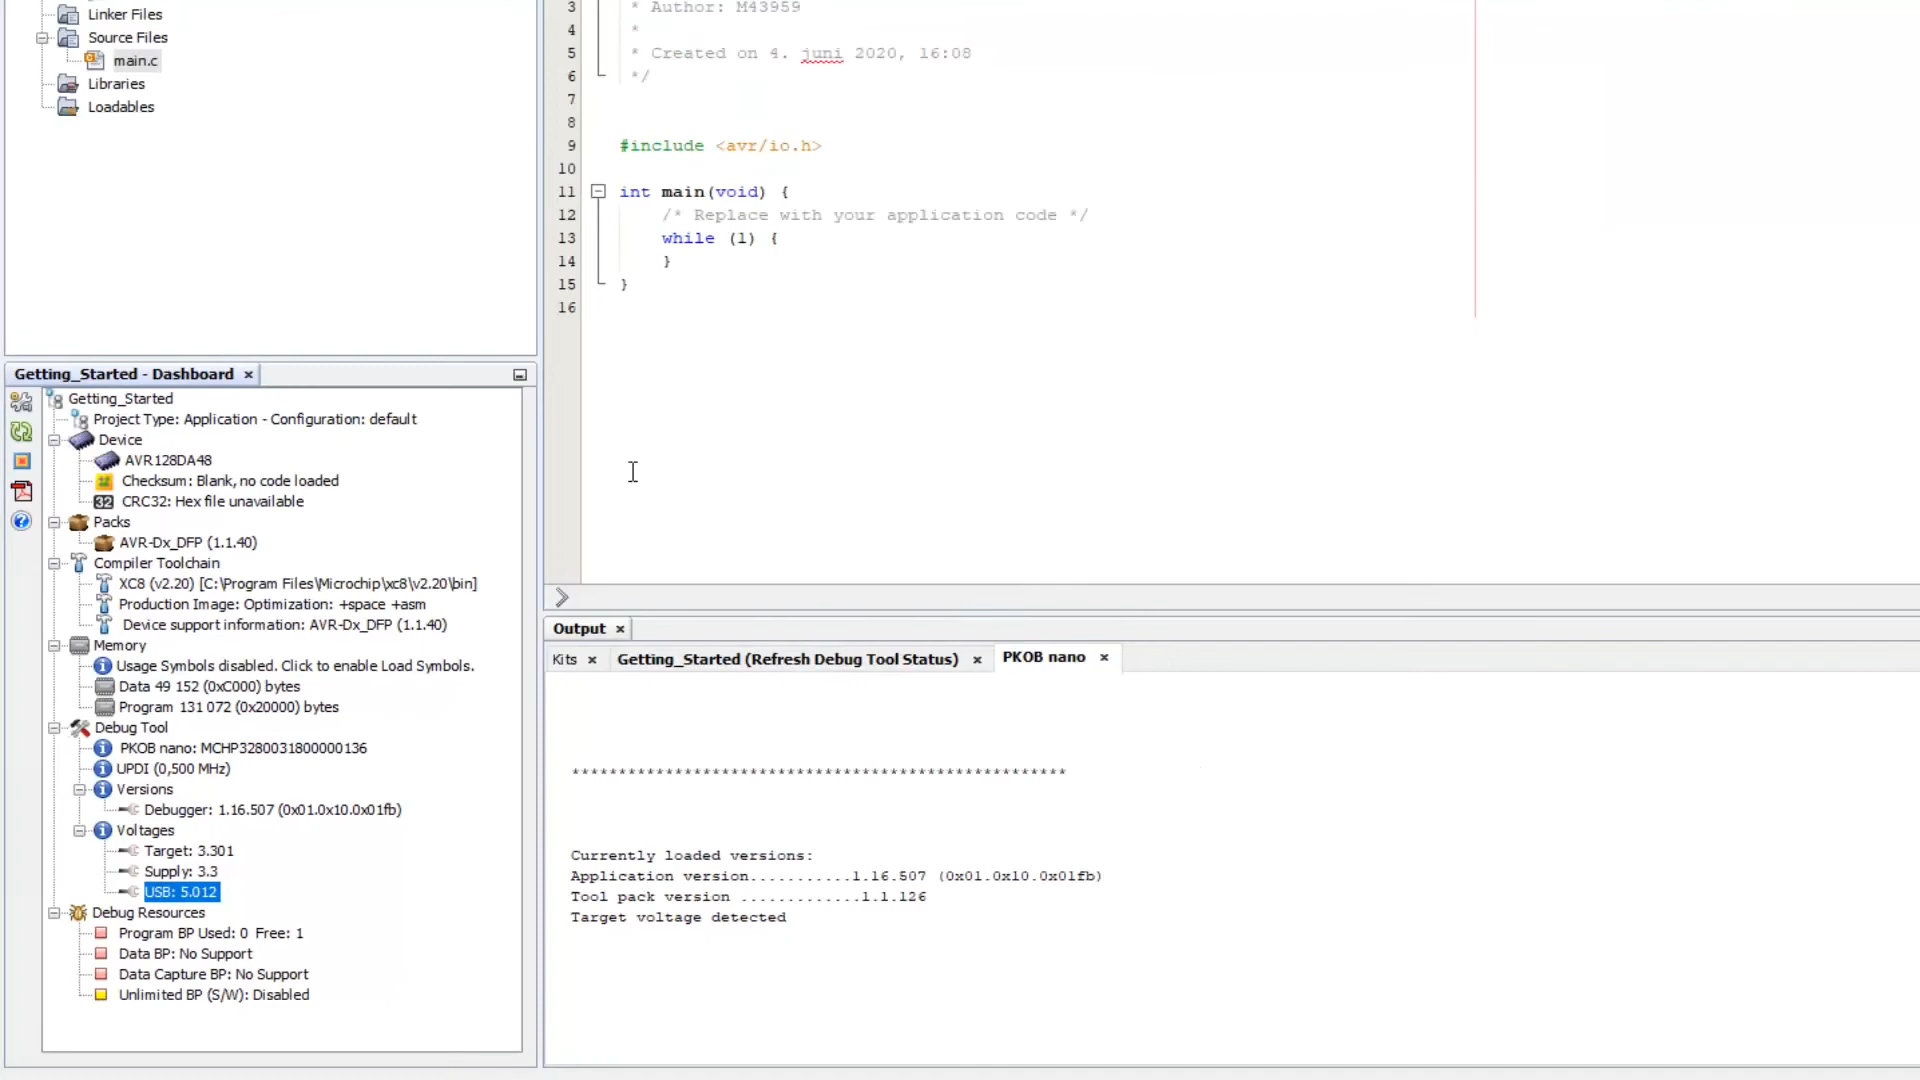 Linker Files
Source Files
main.c
Libraries
Loadables
3 * Author: M43959
4 *
5 * Created on 4. juni 2020, 16:08
6 */
7
8
9 #include <avr/io.h>
10
11 int main(void) {
12 /* Replace with your application code */
13 while (1) {
14 }
15 }
16
Getting_Started - Dashboard ×
Getting_Started
Project Type: Application - Configuration: default
Device
AVR128DA48
Checksum: Blank, no code loaded
32 CRC32: Hex file unavailable
Packs
AVR-Dx_DFP (1.1.40)
Compiler Toolchain
XC8 (v2.20) [C:\Program Files\Microchip\xc8\v2.20\bin]
Production Image: Optimization: +space +asm
Device support information: AVR-Dx_DFP (1.1.40)
Memory
Usage Symbols disabled. Click to enable Load Symbols.
Data 49 152 (0xC000) bytes
Program 131 072 (0x20000) bytes
Debug Tool
PKOB nano: MCHP3280031800000136
UPDI (0,500 MHz)
Versions
Debugger: 1.16.507 (0x01.0x10.0x01fb)
Voltages
Target: 3.301
Supply: 3.3
USB: 5.012
Debug Resources
Program BP Used: 0 Free: 1
Data BP: No Support
Data Capture BP: No Support
Unlimited BP (S/W): Disabled
Output ×
Kits × Getting_Started (Refresh Debug Tool Status) × PKOB nano ×
*****************************************************
Currently loaded versions:
Application version...........1.16.507 (0x01.0x10.0x01fb)
Tool pack version .............1.1.126
Target voltage detected